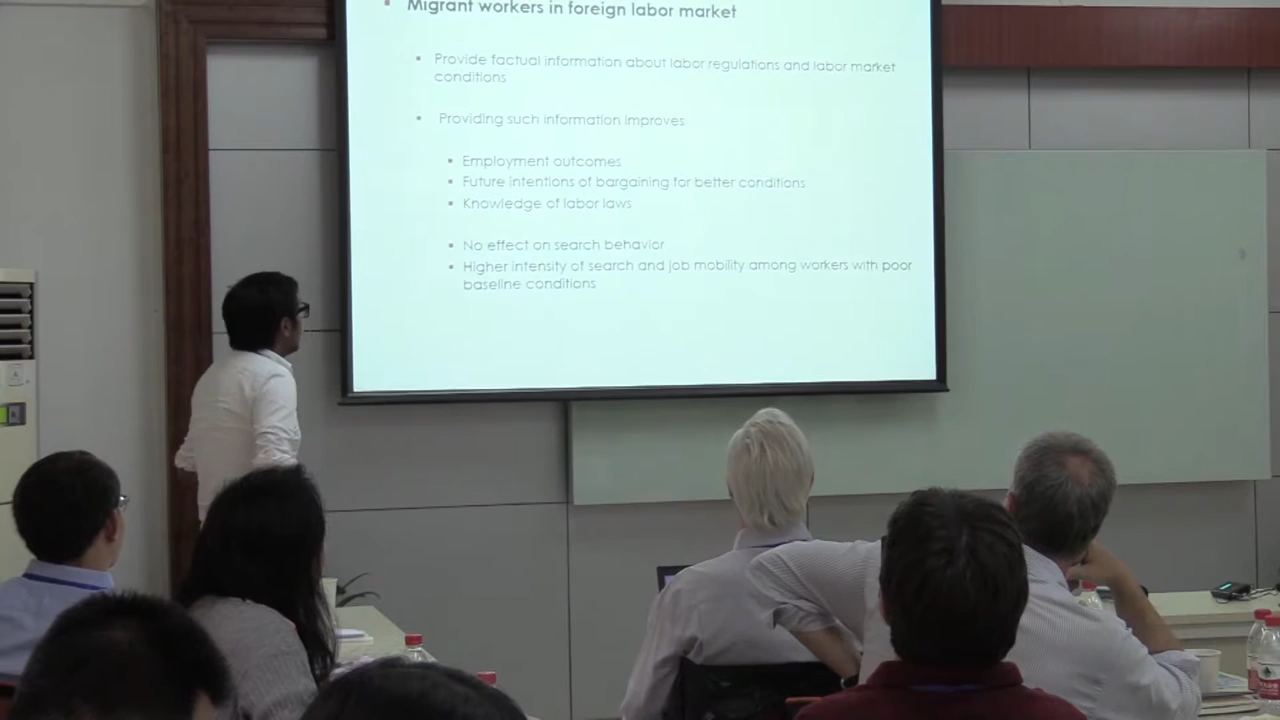 Migrant workers in foreign labor market
Provide factual information about labor regulations and labor market
conditions
Providing such information improves
Employment outcomes
Future intentions of bargaining for better conditions
Knowledge of labor laws
No effect on search behavior
Higher intensity of search and job mobility among workers with poor
baseline conditions